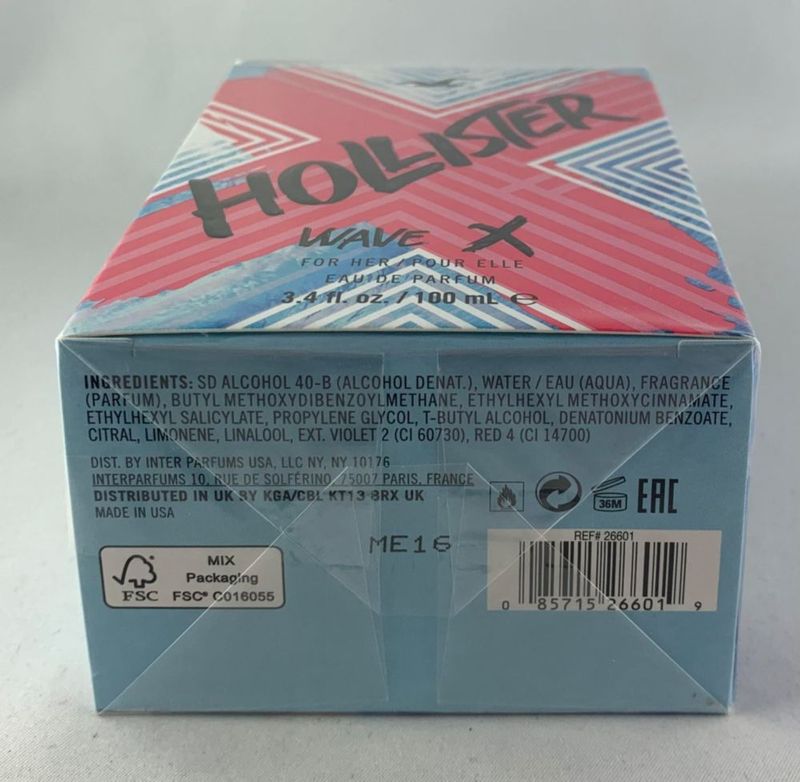 HOLLISTER
WAVE X
FOR HER / POUR ELLE
EAU DE PARFUM
3.4 fl. oz. / 100 mL ℮
INGREDIENTS: SD ALCOHOL 40-B (ALCOHOL DENAT.), WATER / EAU (AQUA), FRAGRANCE
(PARFUM), BUTYL METHOXYDIBENZOYLMETHANE, ETHYLHEXYL METHOXYCINNAMATE,
ETHYLHEXYL SALICYLATE, PROPYLENE GLYCOL, T-BUTYL ALCOHOL, DENATONIUM BENZOATE,
CITRAL, LIMONENE, LINALOOL, EXT. VIOLET 2 (CI 60730), RED 4 (CI 14700)
DIST. BY INTER PARFUMS USA, LLC NY, NY 10176
INTERPARFUMS 10, RUE DE SOLFÉRINO, 75007 PARIS, FRANCE
DISTRIBUTED IN UK BY KGA/CBL KT13 8RX UK
MADE IN USA
36M
EAC
ME16
REF# 26601
0 85715 26601 9
FSC
MIX
Packaging
FSC® C016055